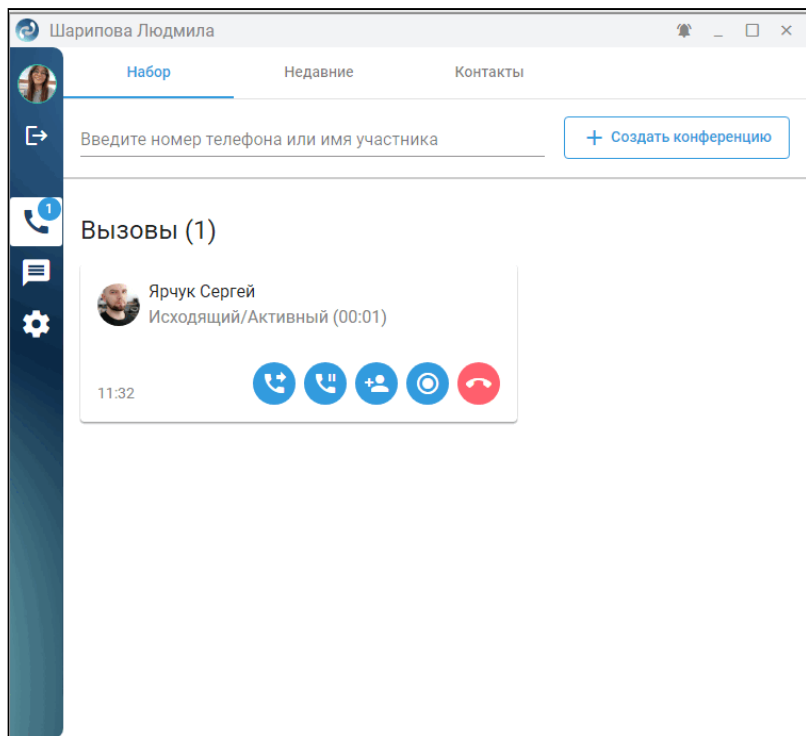 Шарипова Людмила
Набор Недавние Контакты
Введите номер телефона или имя участника
+ Создать конференцию
1
Вызовы (1)
Ярчук Сергей
Исходящий/Активный (00:01)
11:32